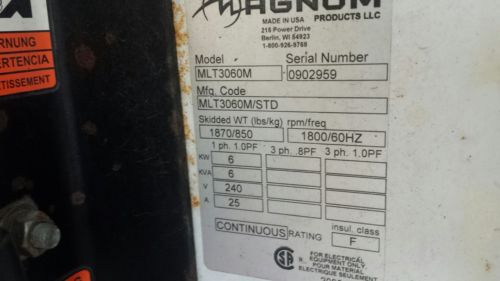 MAGNUM
MADE IN USA PRODUCTS LLC
215 Power Drive
Berlin, WI 54923
1-800-926-9768
Model Serial Number
MLT3060M 0902959
Mfg. Code
MLT3060M/STD
Skidded WT (lbs/kg) rpm/freq
1870/850 1800/60HZ
1 ph. 1.0PF 3 ph. .8PF 3 ph. 1.0PF
KW 6
KVA 6
V 240
A. 25
CONTINUOUS RATING insul. class
F
FOR ELECTRICAL
EQUIPMENT ONLY
POUR MATERIAL
ELECTRIQUE SEULEMENT
RNUNG
ERTENCIA
TISSEMENT